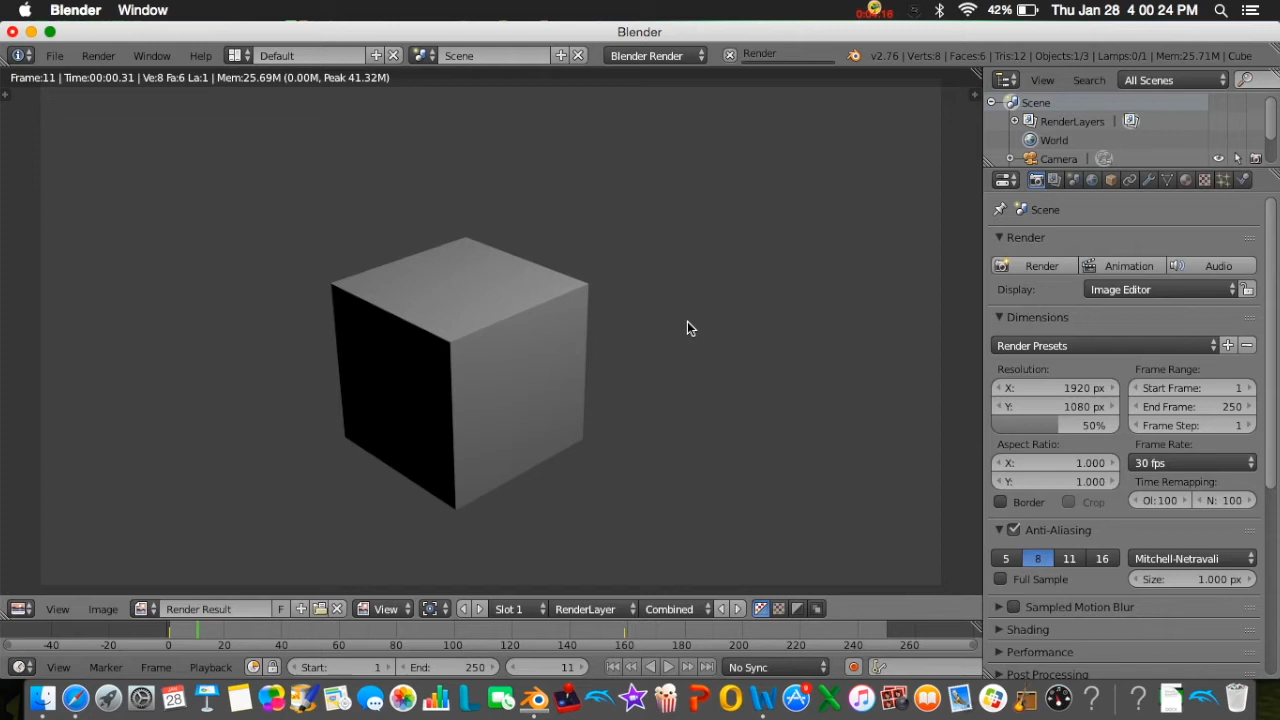 Blender Window 0:04:18 42% Thu Jan 28 4 00 24 PM
Blender
File Render Window Help Default Scene Blender Render Render v2.76 | Verts:8 | Faces:6 | Tris:12 | Objects:1/3 | Lamps:0/1 | Mem:25.71M | Cube
Frame:11 | Time:00:00.31 | Ve:8 Fa:6 La:1 | Mem:25.69M (0.00M, Peak 41.32M)
View Search All Scenes
Scene
RenderLayers
World
Camera
Scene
Render
Render Animation Audio
Display: Image Editor
Dimensions
Render Presets
Resolution: Frame Range:
X: 1920 px Start Frame: 1
Y: 1080 px End Frame: 250
50% Frame Step: 1
Aspect Ratio: Frame Rate:
X: 1.000 30 fps
Y: 1.000 Time Remapping:
Border Crop Ol:100 N: 100
Anti-Aliasing
5 8 11 16 Mitchell-Netravali
Full Sample Size: 1.000 px
Sampled Motion Blur
Shading
Performance
Post Processing
View Image Render Result F View Slot 1 RenderLayer Combined
-40 -20 0 20 40 60 80 100 120 140 160 180 200 220 240 260
View Marker Frame Playback Start: 1 End: 250 11 No Sync
28